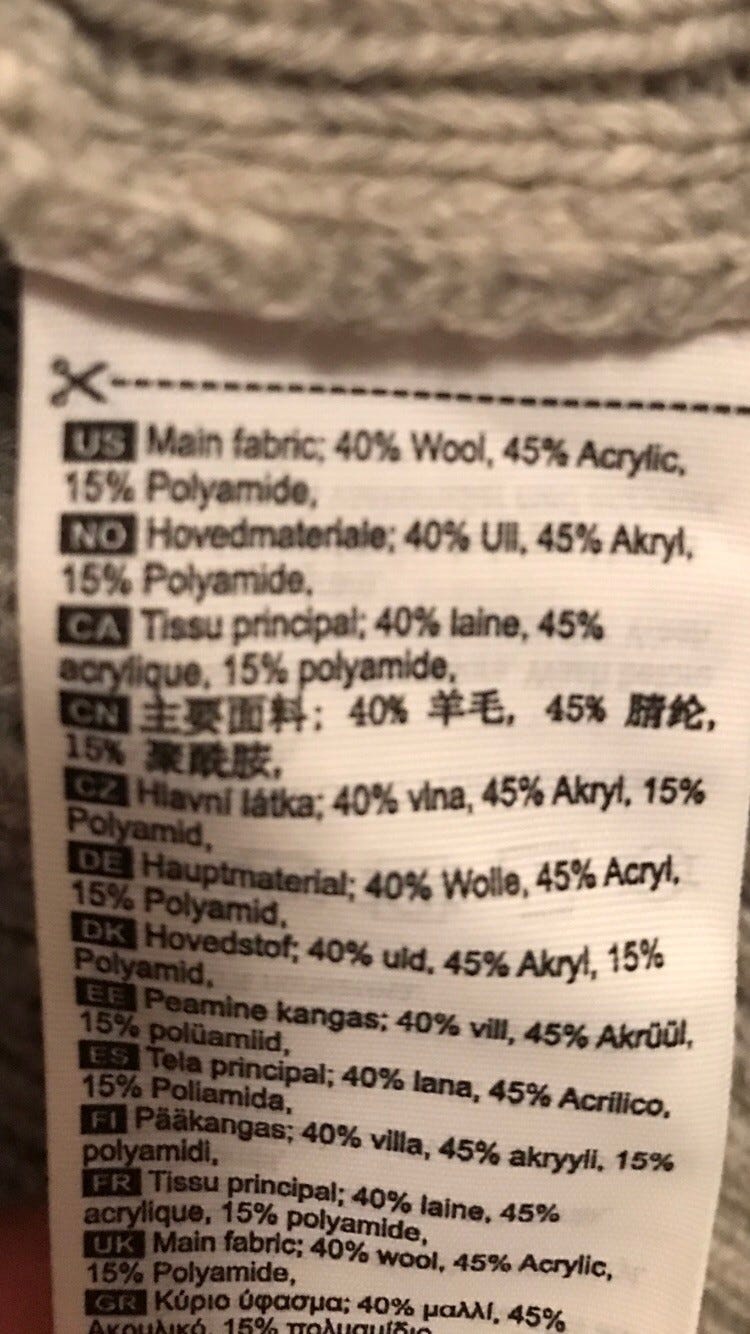 US Main fabric; 40% Wool, 45% Acrylic,
15% Polyamide,
NO Hovedmateriale; 40% Ull, 45% Akryl,
15% Polyamide,
CA Tissu principal; 40% laine, 45%
acrylique, 15% polyamide,
CN 主要面料; 40% 羊毛, 45% 腈纶,
15% 聚酰胺,
CZ Hlavní látka; 40% vlna, 45% Akryl, 15%
Polyamid,
DE Hauptmaterial; 40% Wolle, 45% Acryl,
15% Polyamid,
DK Hovedstof; 40% uld, 45% Akryl, 15%
Polyamid,
EE Peamine kangas; 40% vill, 45% Akrüül,
15% polüamiid,
ES Tela principal; 40% lana, 45% Acrílico,
15% Poliamida,
FI Pääkangas; 40% villa, 45% akryyli, 15%
polyamidi,
FR Tissu principal; 40% laine, 45%
acrylique, 15% polyamide,
UK Main fabric; 40% wool, 45% Acrylic,
15% Polyamide,
GR Κύριο ύφασμα; 40% μαλλί, 45%
Ακρυλικό, 15% πολυαμίδιο